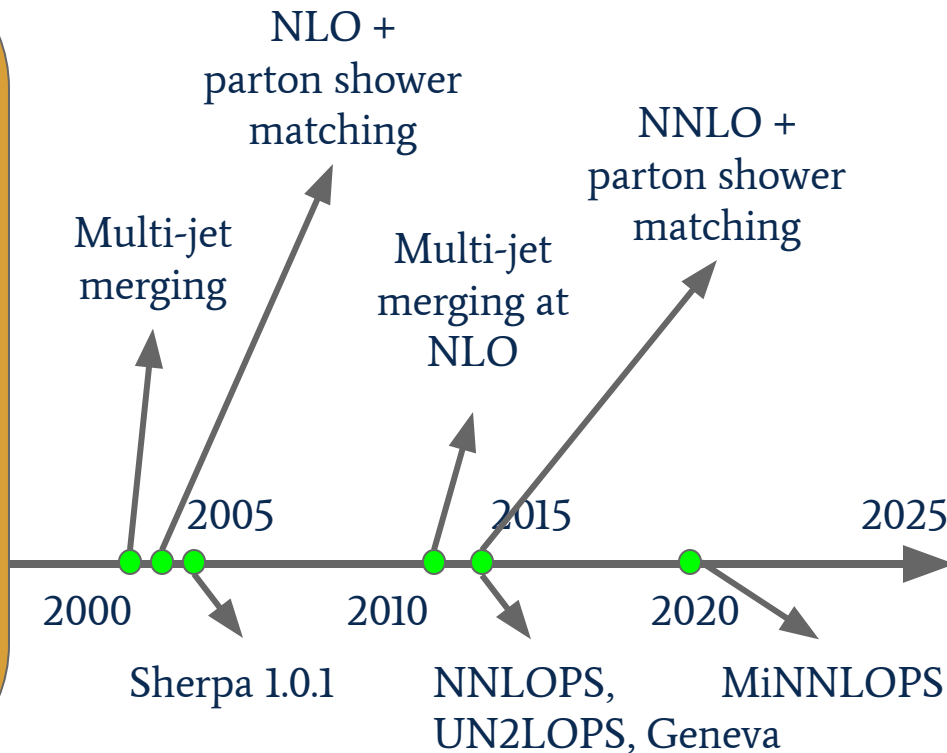 NLO +
parton shower
matching
NNLO +
parton shower
matching
Multi-jet
merging
Multi-jet
merging at
NLO
2005
2015
2025
2000
2010
2020
Sherpa 1.0.1
NNLOPS,
UN2LOPS, Geneva
MiNNLOPS